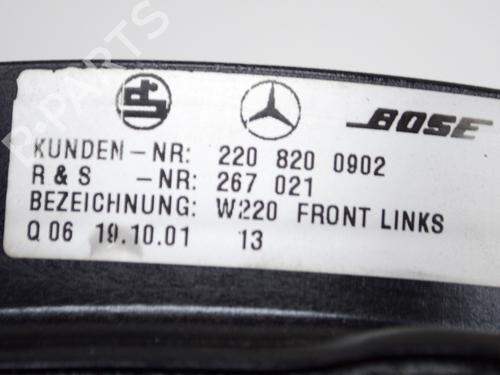 BOSE
KUNDEN-NR: 220 820 0902
R & S -NR: 267 021
BEZEICHNUNG: W220 FRONT LINKS
Q 06 19.10.01 13
B-PARTS